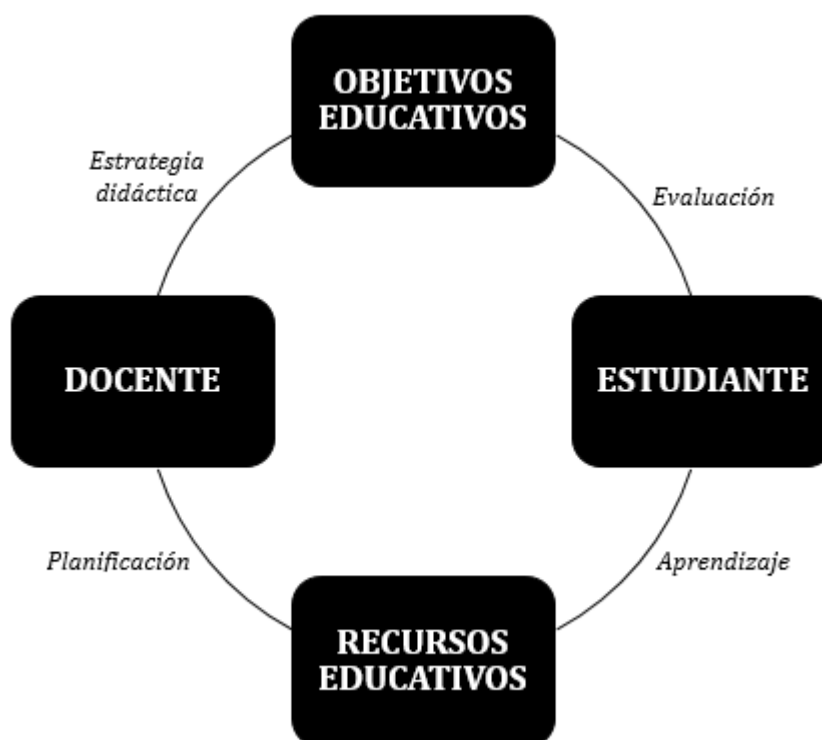 OBJETIVOS
EDUCATIVOS
Estrategia
didáctica
Evaluación
DOCENTE
ESTUDIANTE
Planificación
Aprendizaje
RECURSOS
EDUCATIVOS